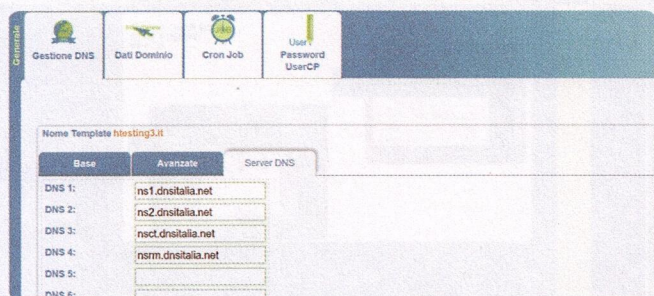 Generale
Gestione DNS
Dati Dominio
Cron Job
User
Password
UserCP
Nome Template htesting3.it
Base
Avanzate
Server DNS
DNS 1:
ns1.dnsitalia.net
DNS 2:
ns2.dnsitalia.net
DNS 3:
nsct.dnsitalia.net
DNS 4:
nsrm.dnsitalia.net
DNS 5:
DNS 6: